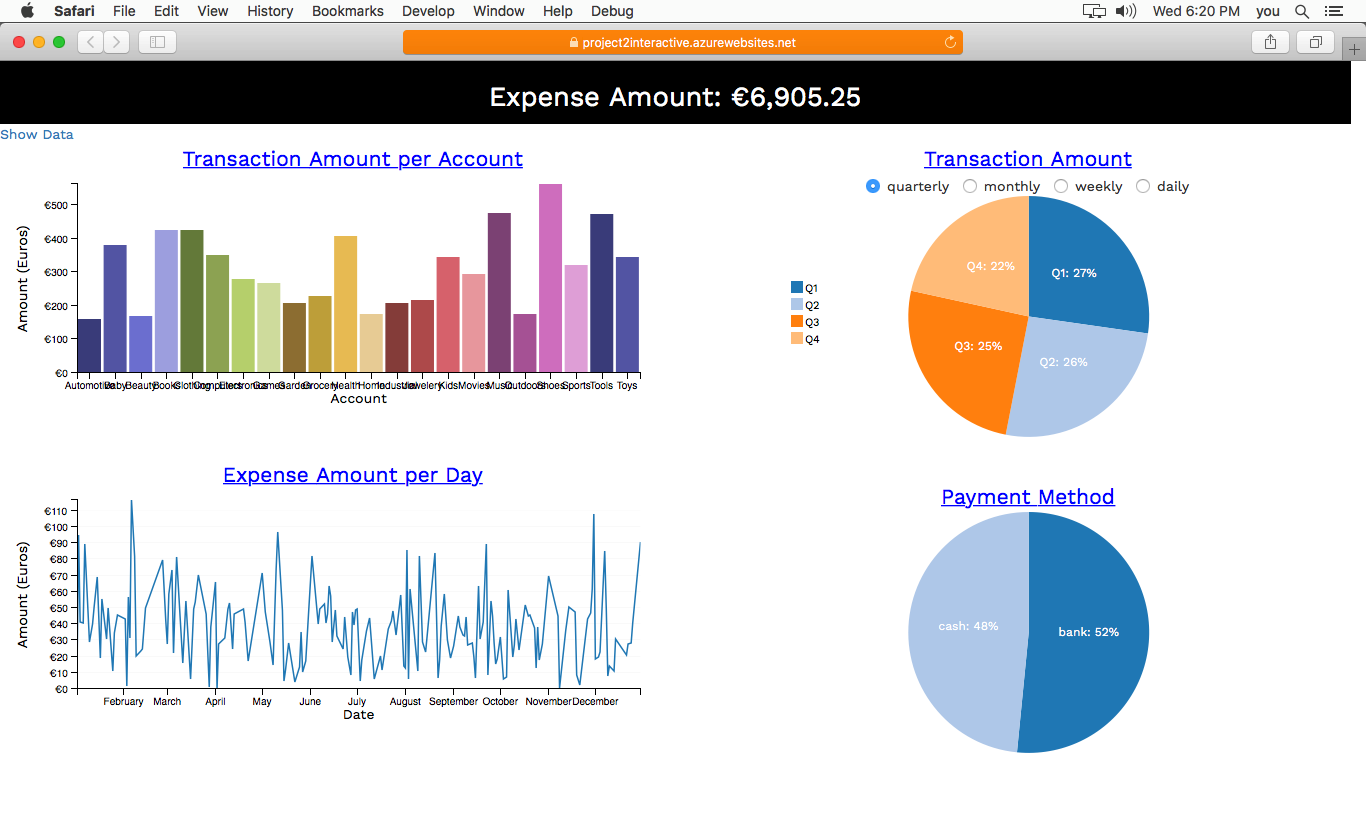 Safari File Edit View History Bookmarks Develop Window Help Debug Wed 6:20 PM you
project2interactive.azurewebsites.net
Expense Amount: €6,905.25
Show Data
Transaction Amount per Account
Amount (Euros)
€500
€400
€300
€200
€100
€0
Automotive Baby Beauty Books Clothing Computers Electronics Games Garden Grocery Health Home Industrial Jewelery Kids Movies Music Outdoors Shoes Sports Tools Toys
Account
Transaction Amount
quarterly monthly weekly daily
Q1
Q2
Q3
Q4
Q4: 22%
Q1: 27%
Q3: 25%
Q2: 26%
Expense Amount per Day
Amount (Euros)
€110
€100
€90
€80
€70
€60
€50
€40
€30
€20
€10
€0
February March April May June July August September October November December
Date
Payment Method
cash: 48%
bank: 52%